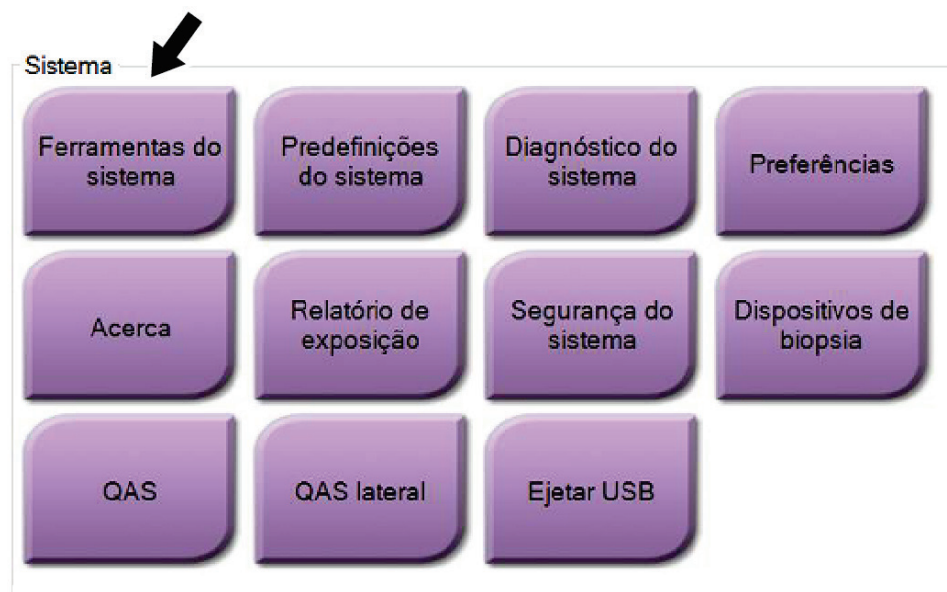 Sistema
Ferramentas do
sistema
Predefinições
do sistema
Diagnóstico do
sistema
Preferências
Acerca
Relatório de
exposição
Segurança do
sistema
Dispositivos de
biopsia
QAS
QAS lateral
Ejetar USB